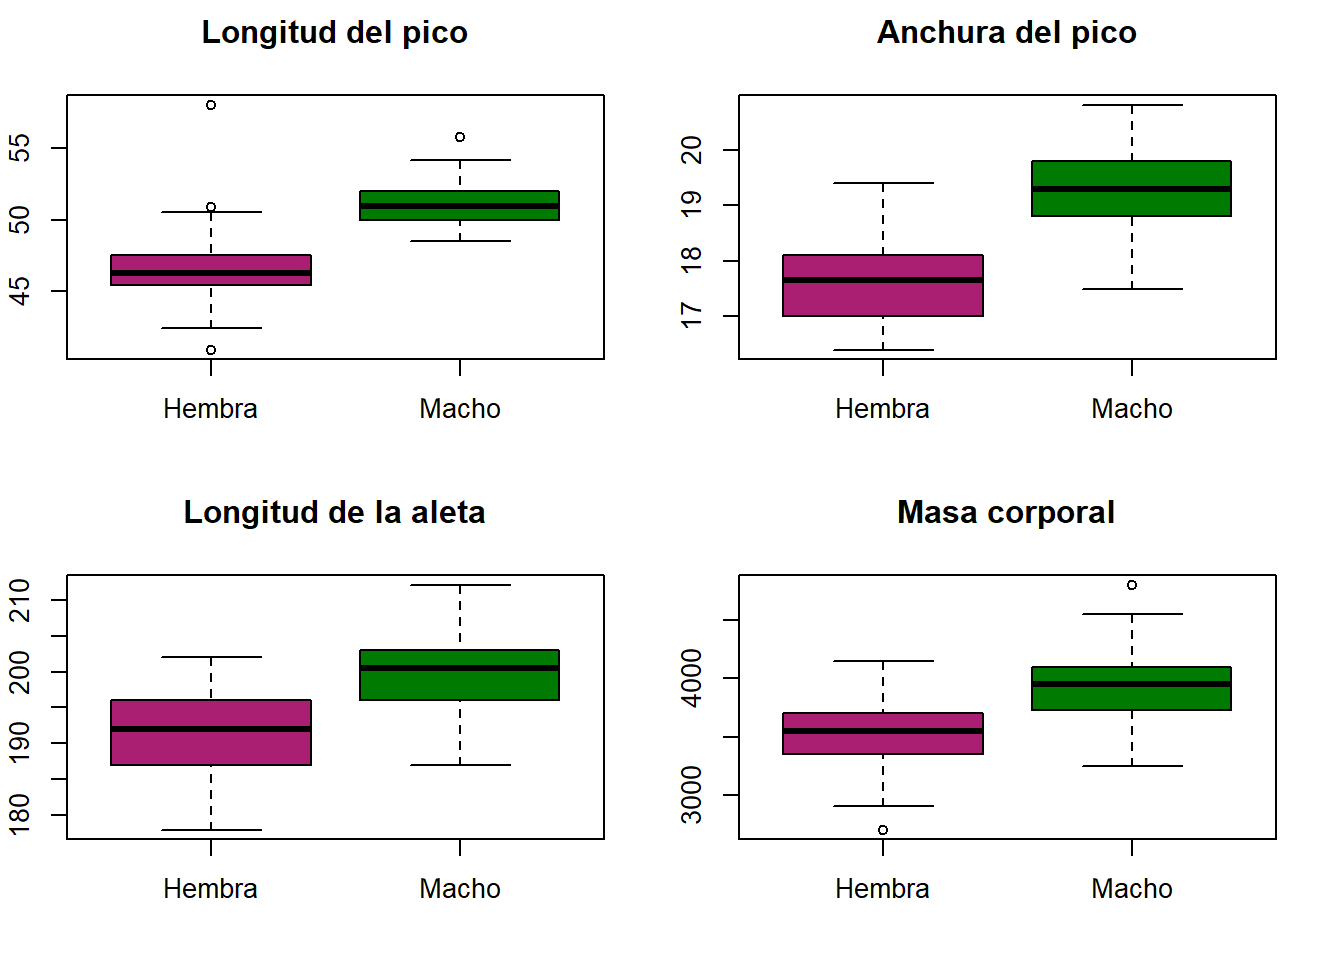 Longitud del pico
55
50
45
Hembra Macho
Anchura del pico
20
19
18
17
Hembra Macho
Longitud de la aleta
210
200
190
180
Hembra Macho
Masa corporal
4000
3000
Hembra Macho